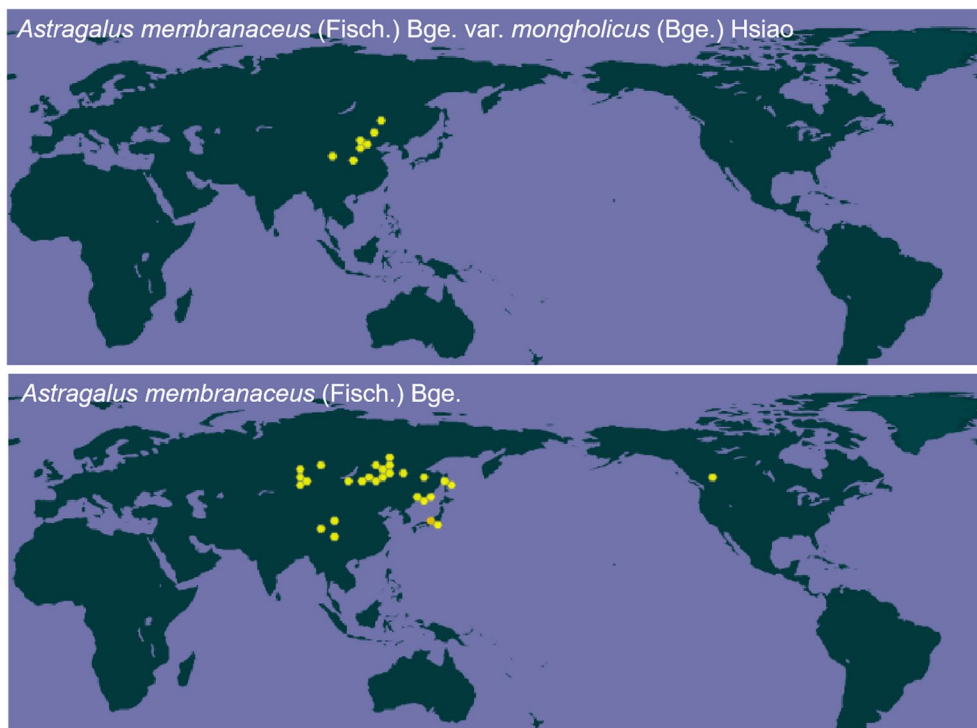 Astragalus membranaceus (Fisch.) Bge. var. mongholicus (Bge.) Hsiao
Astragalus membranaceus (Fisch.) Bge.